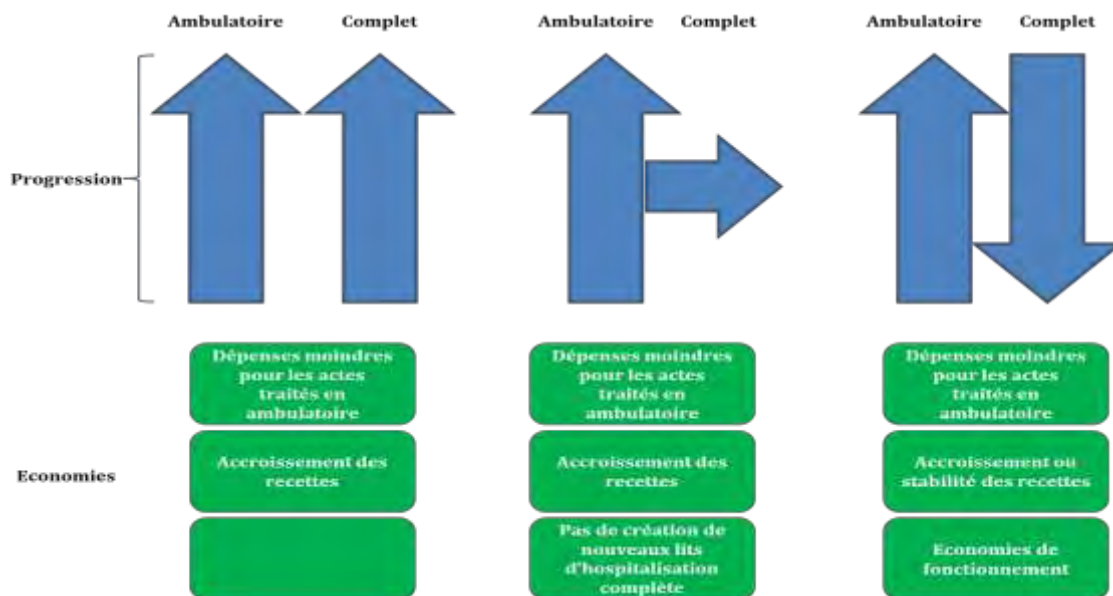 Ambulatoire Complet Ambulatoire Complet Ambulatoire Complet
Progression
Dépenses moindres
pour les actes
traités en
ambulatoire
Dépenses moindres
pour les actes
traités en
ambulatoire
Dépenses moindres
pour les actes
traités en
ambulatoire
Economies
Accroissement des
recettes
Accroissement des
recettes
Accroissement ou
stabilité des recettes
Pas de création de
nouveaux lits
d'hospitalisation
complète
Economies de
fonctionnement